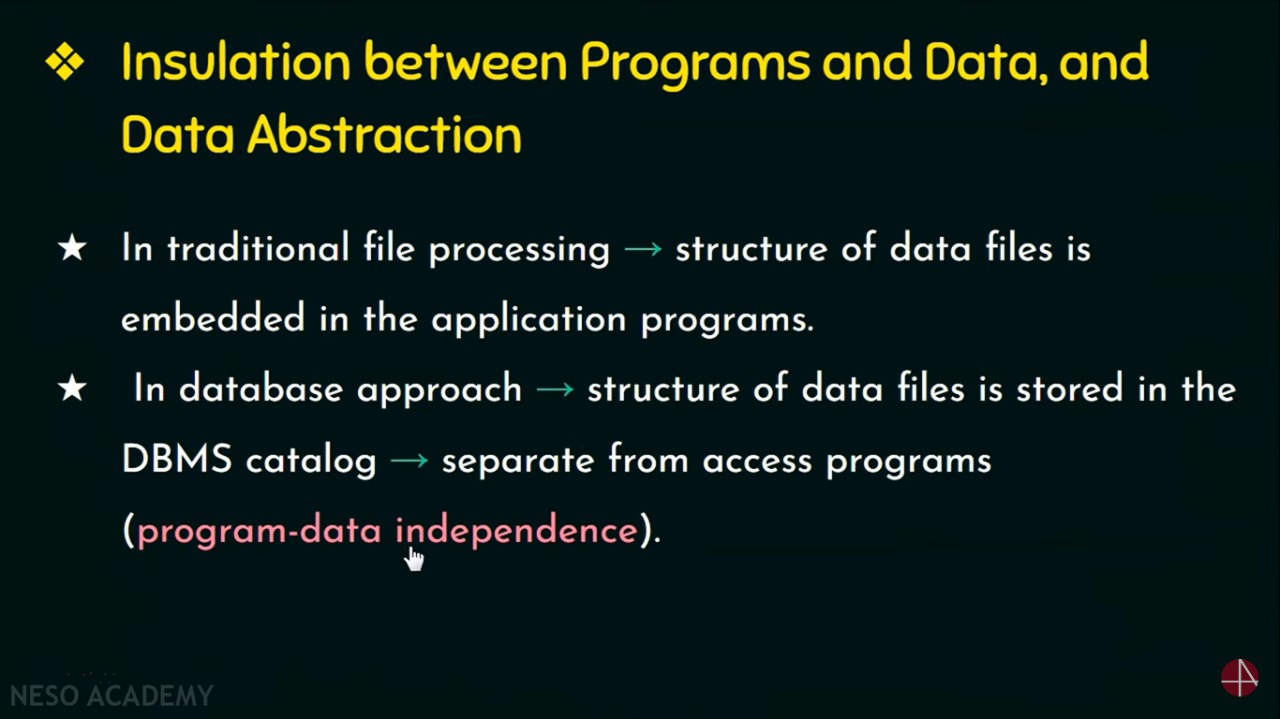 ❖ Insulation between Programs and Data, and
Data Abstraction
★ In traditional file processing → structure of data files is
embedded in the application programs.
★ In database approach → structure of data files is stored in the
DBMS catalog → separate from access programs
(program-data independence).
NESO ACADEMY